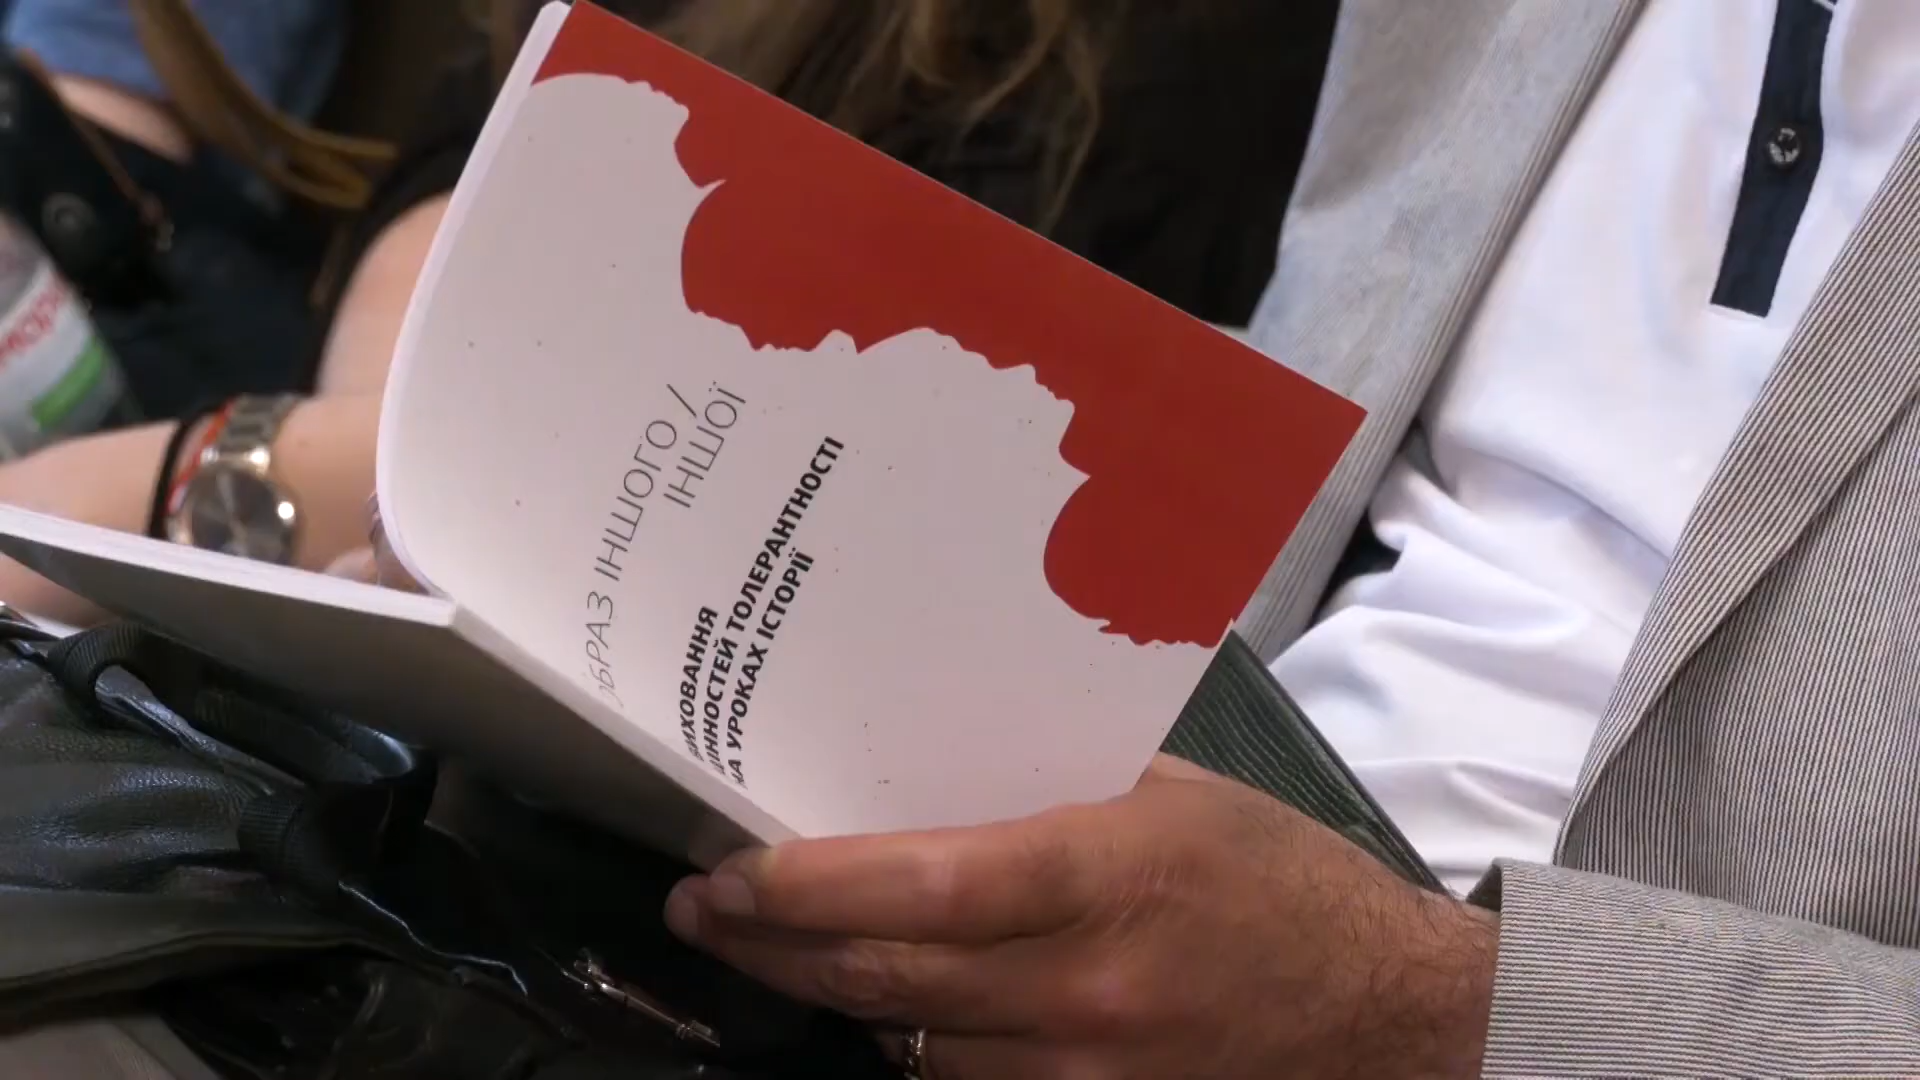 ОБРАЗ ІНШОГО /
ІНШОЇ
ВИХОВАННЯ
ЦІННОСТЕЙ ТОЛЕРАНТНОСТІ
НА УРОКАХ ІСТОРІЇ